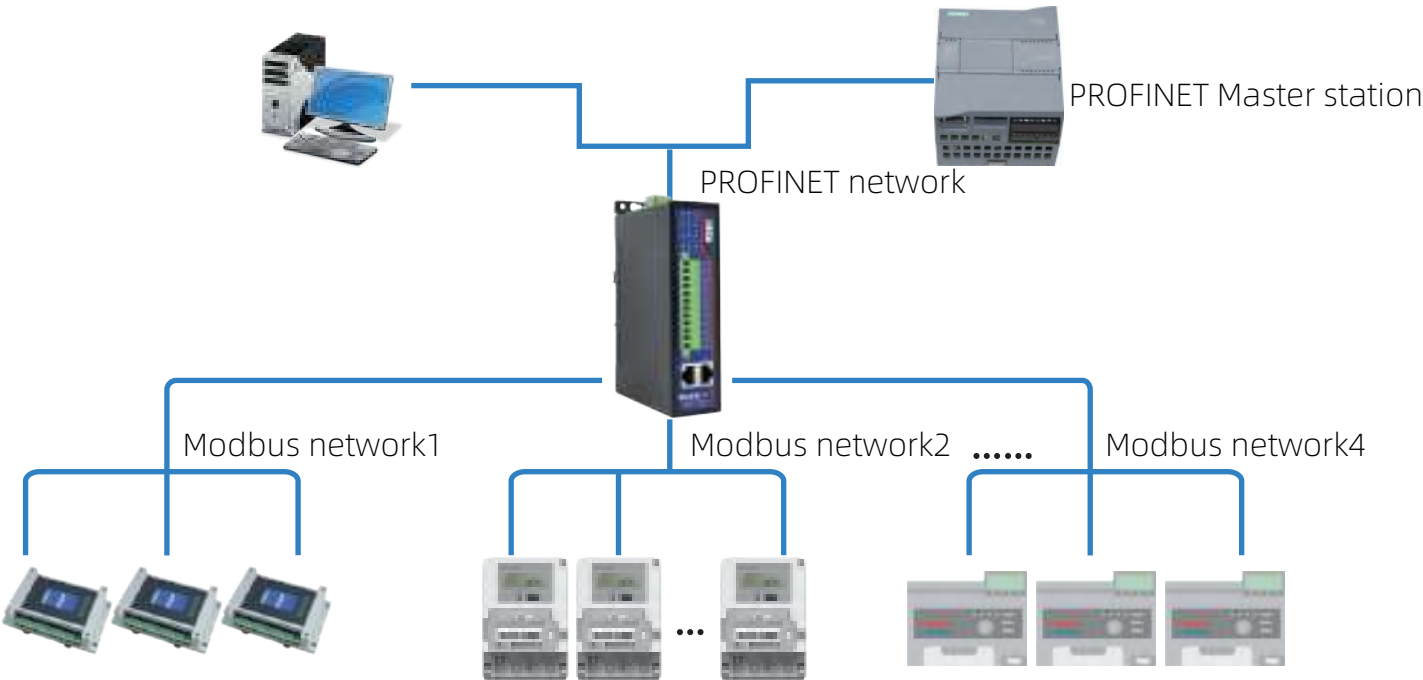 PROFINET Master station
PROFINET network
Modbus network1
Modbus network2 ...... Modbus network4
...